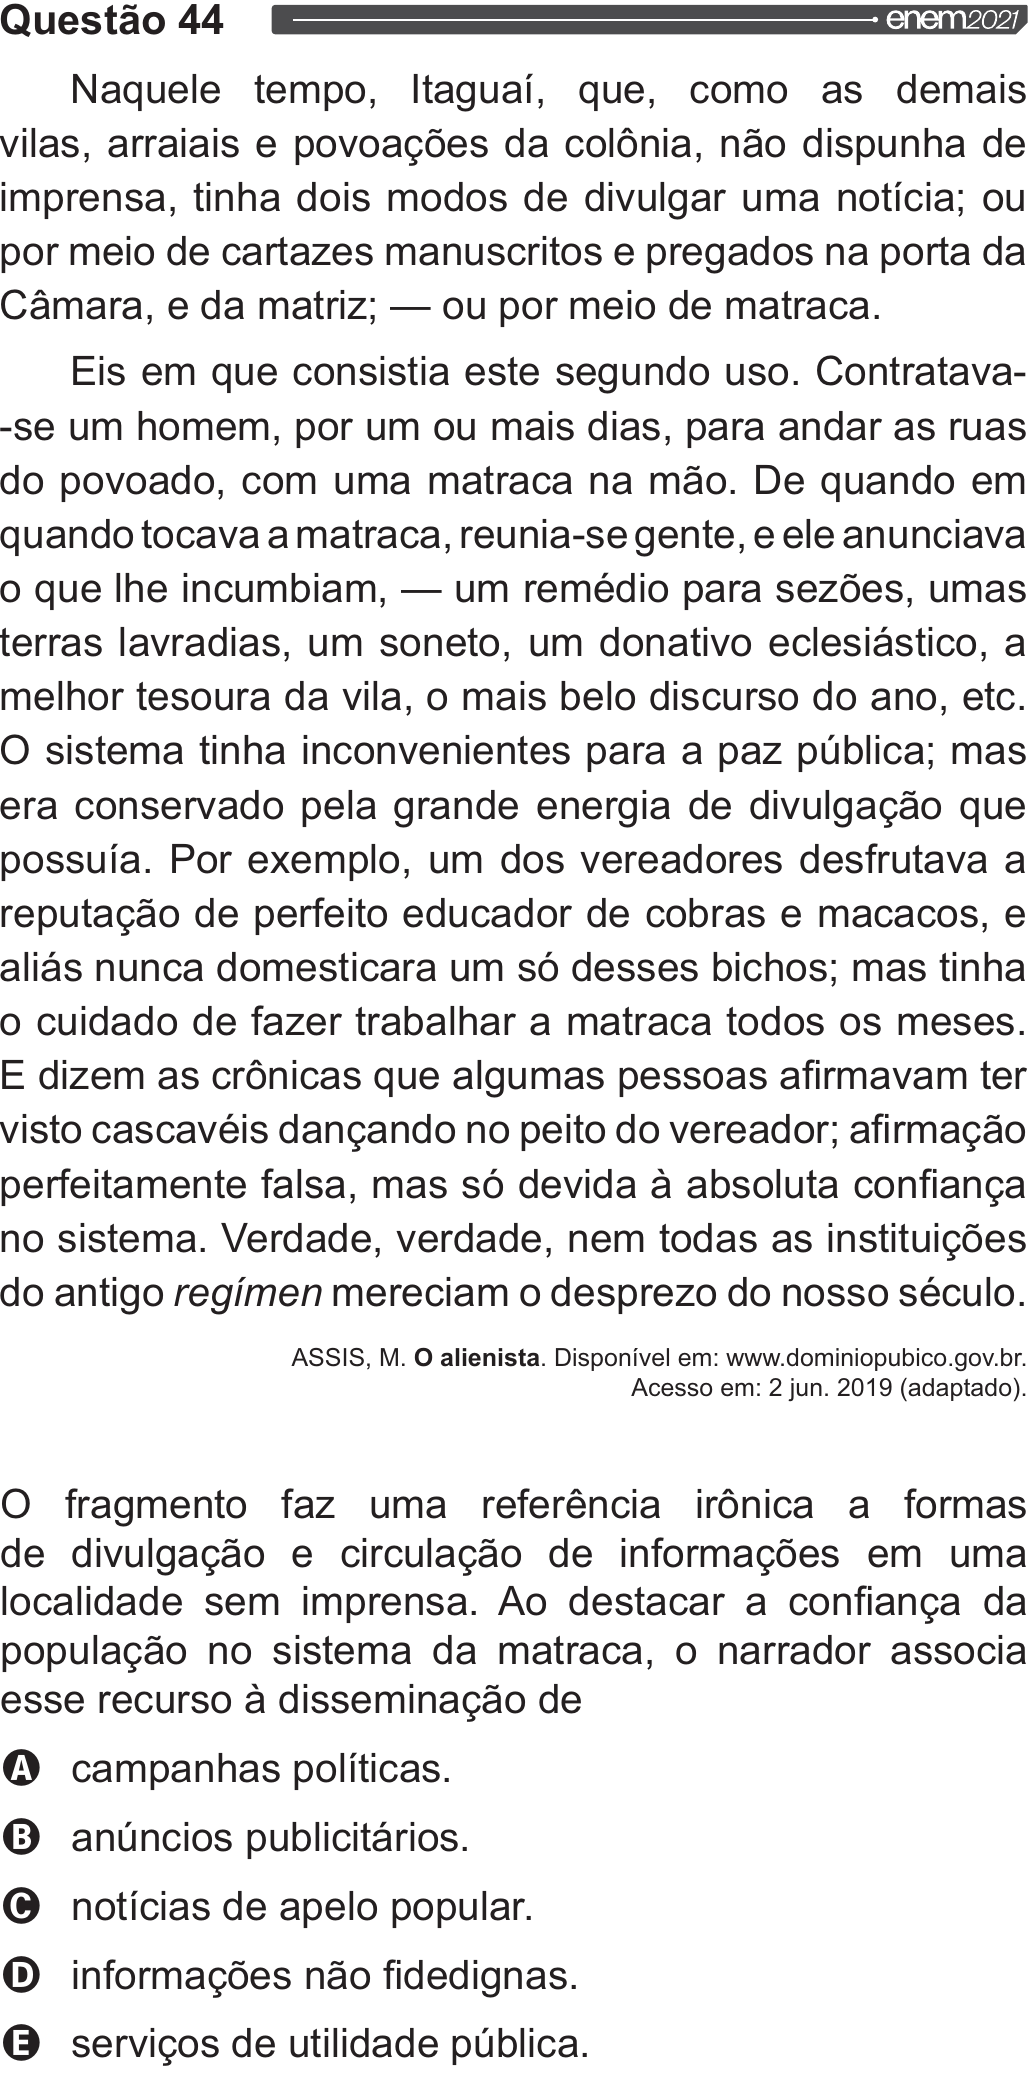 Questão 44
enem2021
Naquele tempo, Itaguaí, que, como as demais
vilas, arraiais e povoações da colônia, não dispunha de
imprensa, tinha dois modos de divulgar uma notícia; ou
por meio de cartazes manuscritos e pregados na porta da
Câmara, e da matriz; — ou por meio de matraca.
Eis em que consistia este segundo uso. Contratava-
-se um homem, por um ou mais dias, para andar as ruas
do povoado, com uma matraca na mão. De quando em
quando tocava a matraca, reunia-se gente, e ele anunciava
o que lhe incumbiam, — um remédio para sezões, umas
terras lavradias, um soneto, um donativo eclesiástico, a
melhor tesoura da vila, o mais belo discurso do ano, etc.
O sistema tinha inconvenientes para a paz pública; mas
era conservado pela grande energia de divulgação que
possuía. Por exemplo, um dos vereadores desfrutava a
reputação de perfeito educador de cobras e macacos, e
aliás nunca domesticara um só desses bichos; mas tinha
o cuidado de fazer trabalhar a matraca todos os meses.
E dizem as crônicas que algumas pessoas afirmavam ter
visto cascavéis dançando no peito do vereador; afirmação
perfeitamente falsa, mas só devida à absoluta confiança
no sistema. Verdade, verdade, nem todas as instituições
do antigo regímen mereciam o desprezo do nosso século.
ASSIS, M. O alienista. Disponível em: www.dominiopubico.gov.br.
Acesso em: 2 jun. 2019 (adaptado).
O fragmento faz uma referência irônica a formas
de divulgação e circulação de informações em uma
localidade sem imprensa. Ao destacar a confiança da
população no sistema da matraca, o narrador associa
esse recurso à disseminação de
A campanhas políticas.
B anúncios publicitários.
C notícias de apelo popular.
D informações não fidedignas.
E serviços de utilidade pública.